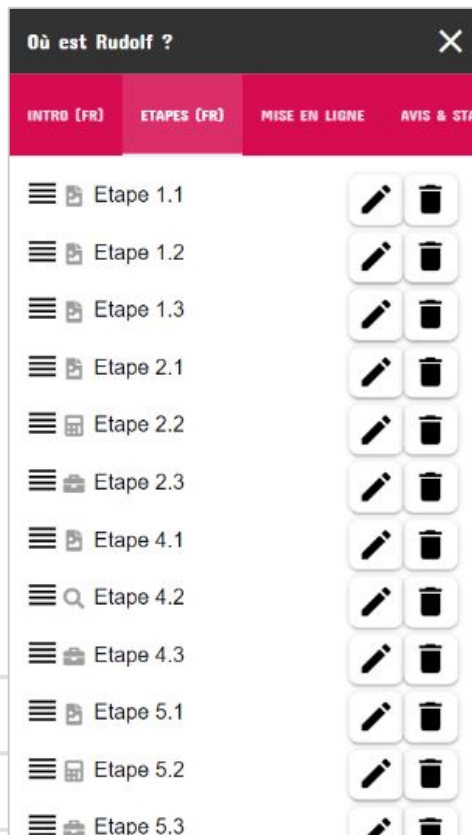 Où est Rudolf ?
INTRO (FR) ETAPES (FR) MISE EN LIGNE AVIS & STA
Etape 1.1
Etape 1.2
Etape 1.3
Etape 2.1
Etape 2.2
Etape 2.3
Etape 4.1
Etape 4.2
Etape 4.3
Etape 5.1
Etape 5.2
Etape 5.3